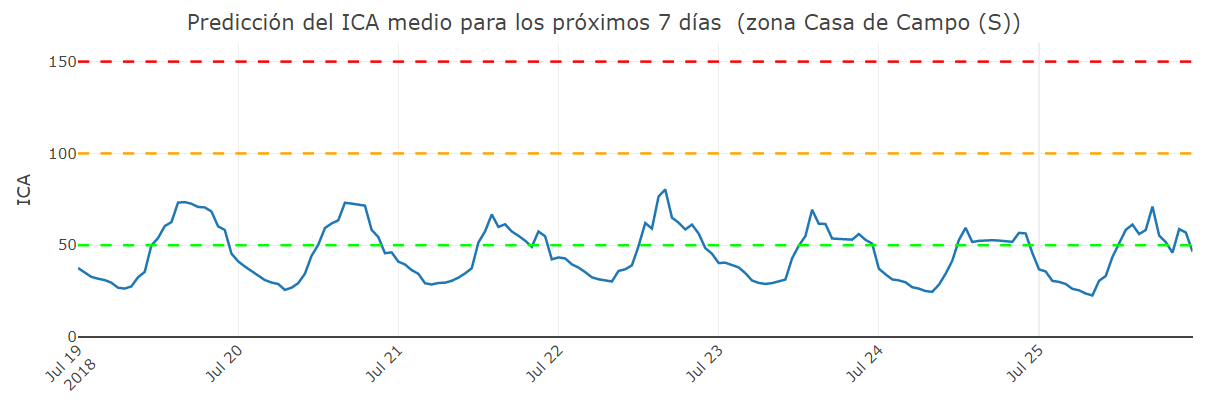 Predicción del ICA medio para los próximos 7 días (zona Casa de Campo (S))
150
100
50
0
ICA
Jul 19
2018
Jul 20
Jul 21
Jul 22
Jul 23
Jul 24
Jul 25